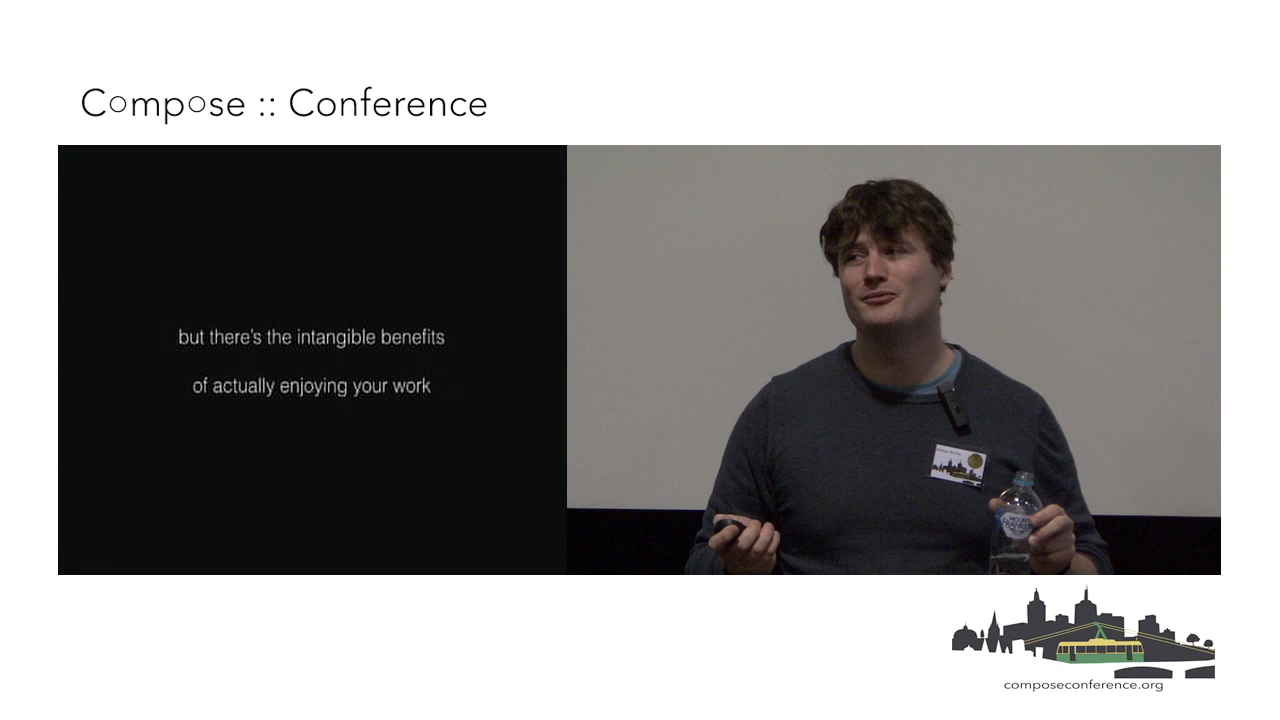 Compose :: Conference
but there's the intangible benefits
of actually enjoying your work
composeconference.org